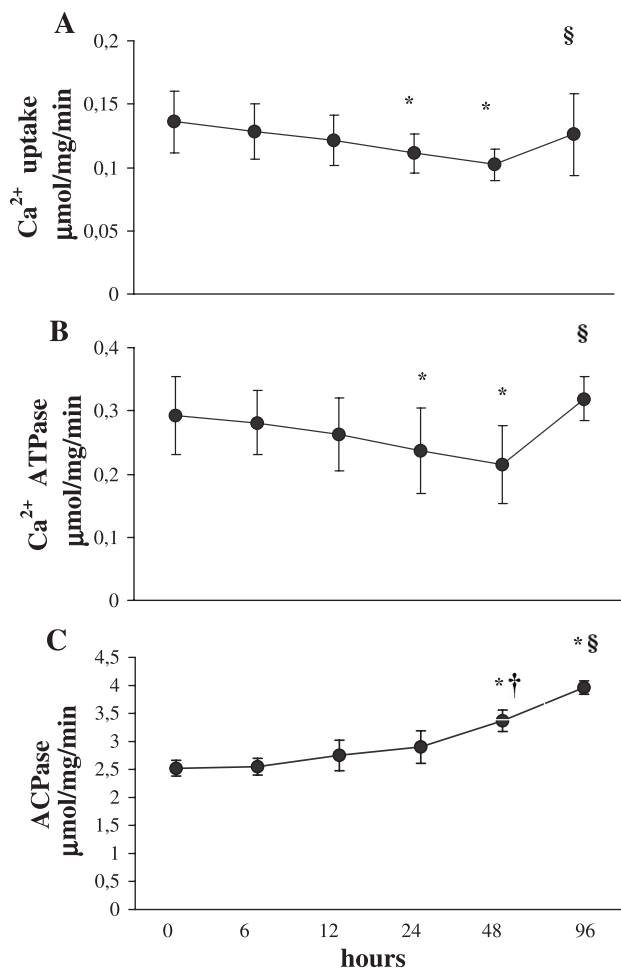 A
0,2
§
0,15
* *
0,1
Ca²⁺ uptake
µmol/mg/min
0,05
0
B
0,4
§
* *
0,3
0,2
Ca²⁺ ATPase
µmol/mg/min
0,1
0
C
* §
4,5
4
* †
3,5
3
2,5
2
ACPase
µmol/mg/min
1,5
1
0,5
0
0 6 12 24 48 96
hours